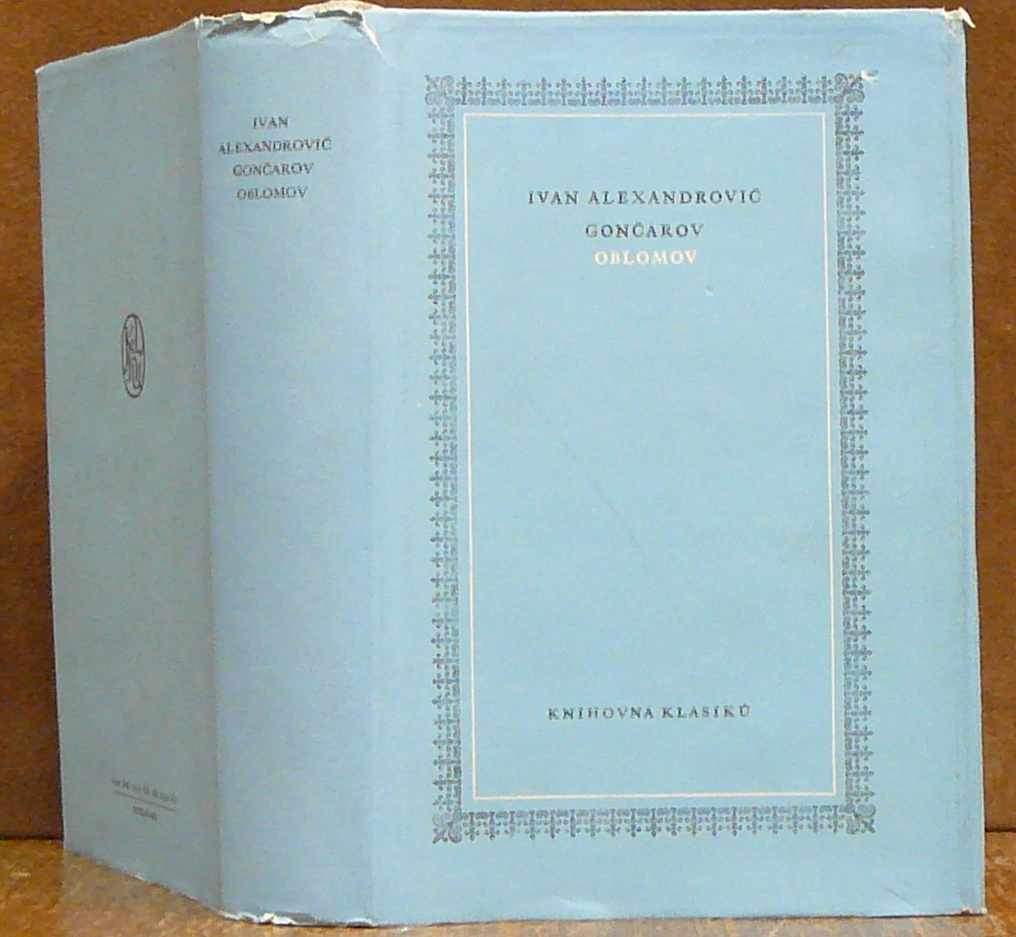 IVAN
ALEXANDROVIČ
GONČAROV
OBLOMOV
IVAN ALEXANDROVIČ
GONČAROV
OBLOMOV
KNIHOVNA KLASIKŮ